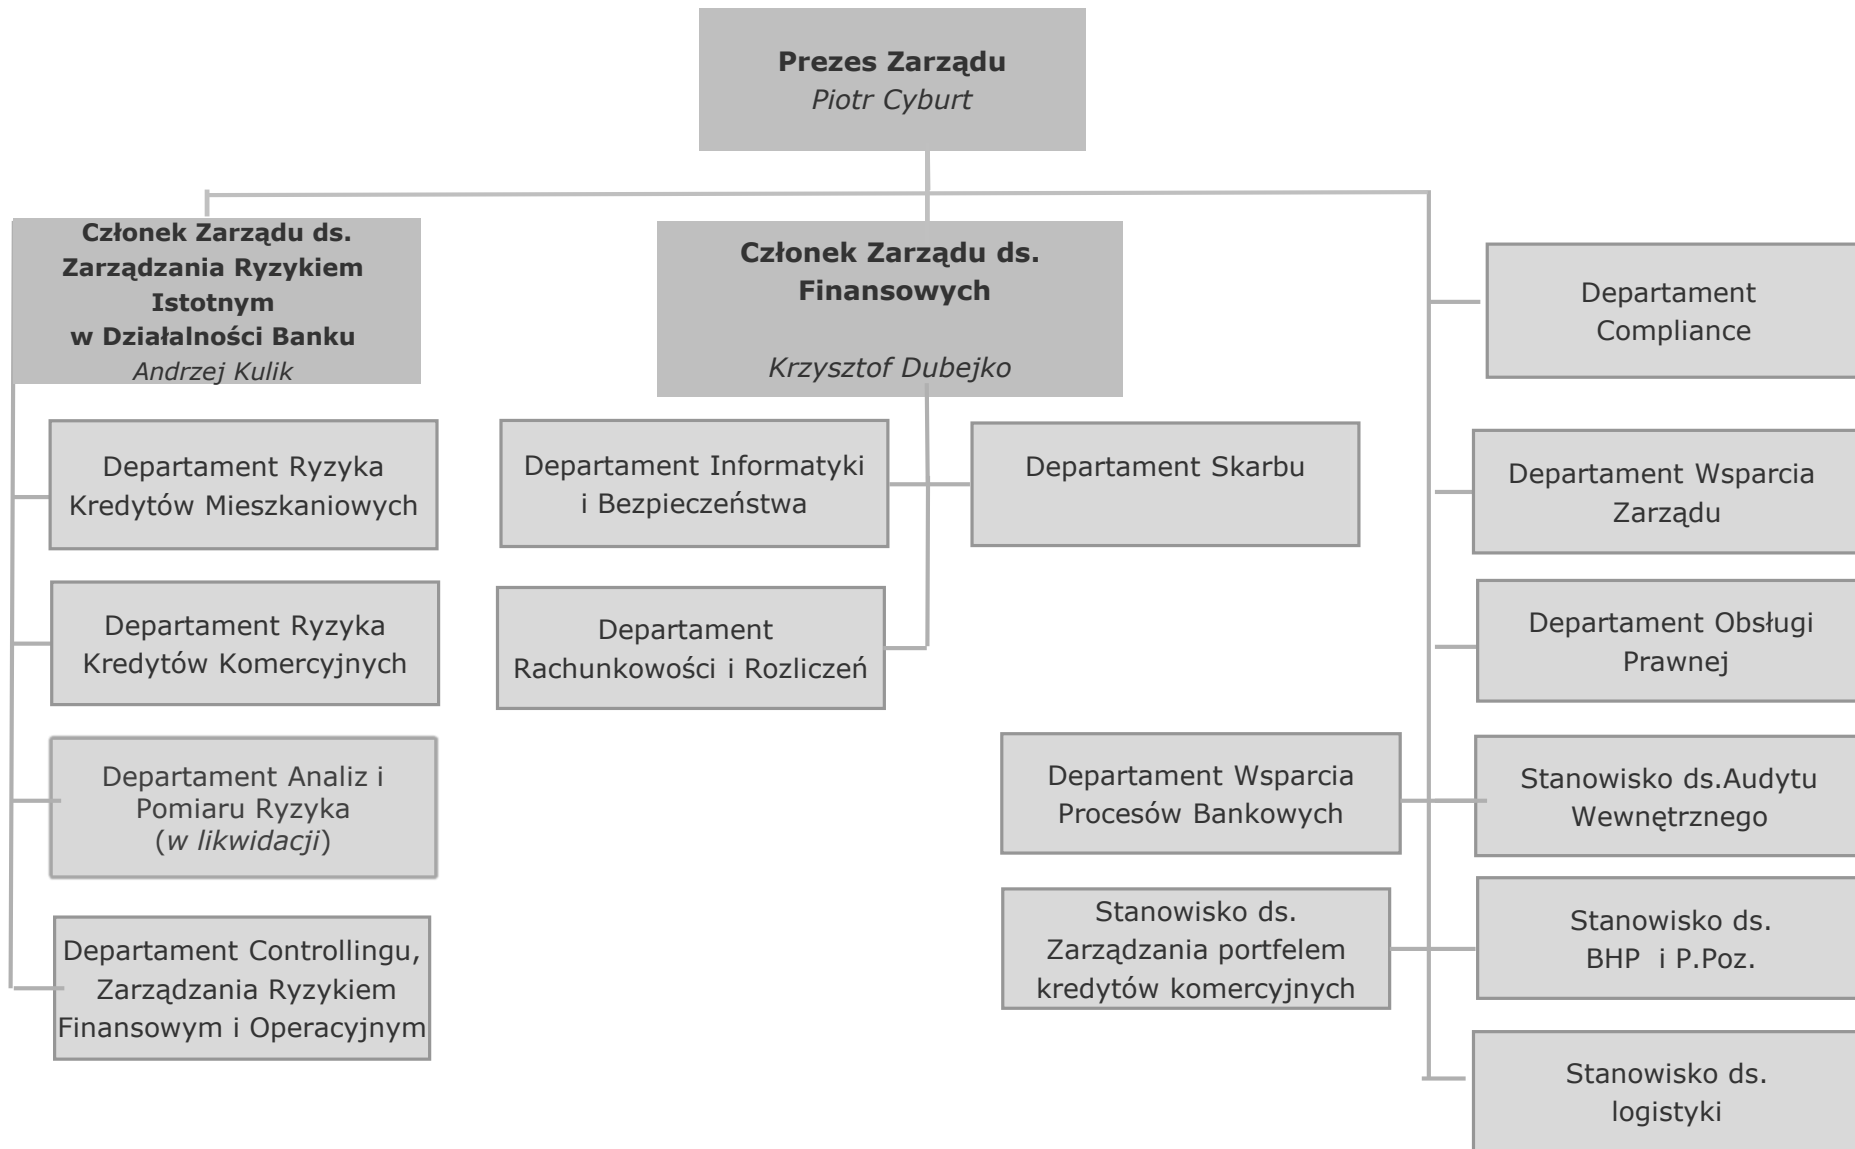 Prezes Zarządu
Piotr Cyburt
Członek Zarządu ds.
Zarządzania Ryzykiem
Istotnym
w Działalności Banku
Andrzej Kulik
Członek Zarządu ds.
Finansowych
Krzysztof Dubejko
Departament Ryzyka
Kredytów Mieszkaniowych
Departament Ryzyka
Kredytów Komercyjnych
Departament Analiz i
Pomiaru Ryzyka
(w likwidacji)
Departament Controllingu,
Zarządzania Ryzykiem
Finansowym i Operacyjnym
Departament Informatyki
i Bezpieczeństwa
Departament Skarbu
Departament
Rachunkowości i Rozliczeń
Departament Compliance
Departament Wsparcia
Zarządu
Departament Obsługi
Prawnej
Departament Wsparcia
Procesów Bankowych
Stanowisko ds.Audytu
Wewnętrznego
Stanowisko ds.
Zarządzania portfelem
kredytów komercyjnych
Stanowisko ds.
BHP  i P.Poz.
Stanowisko ds.
logistyki